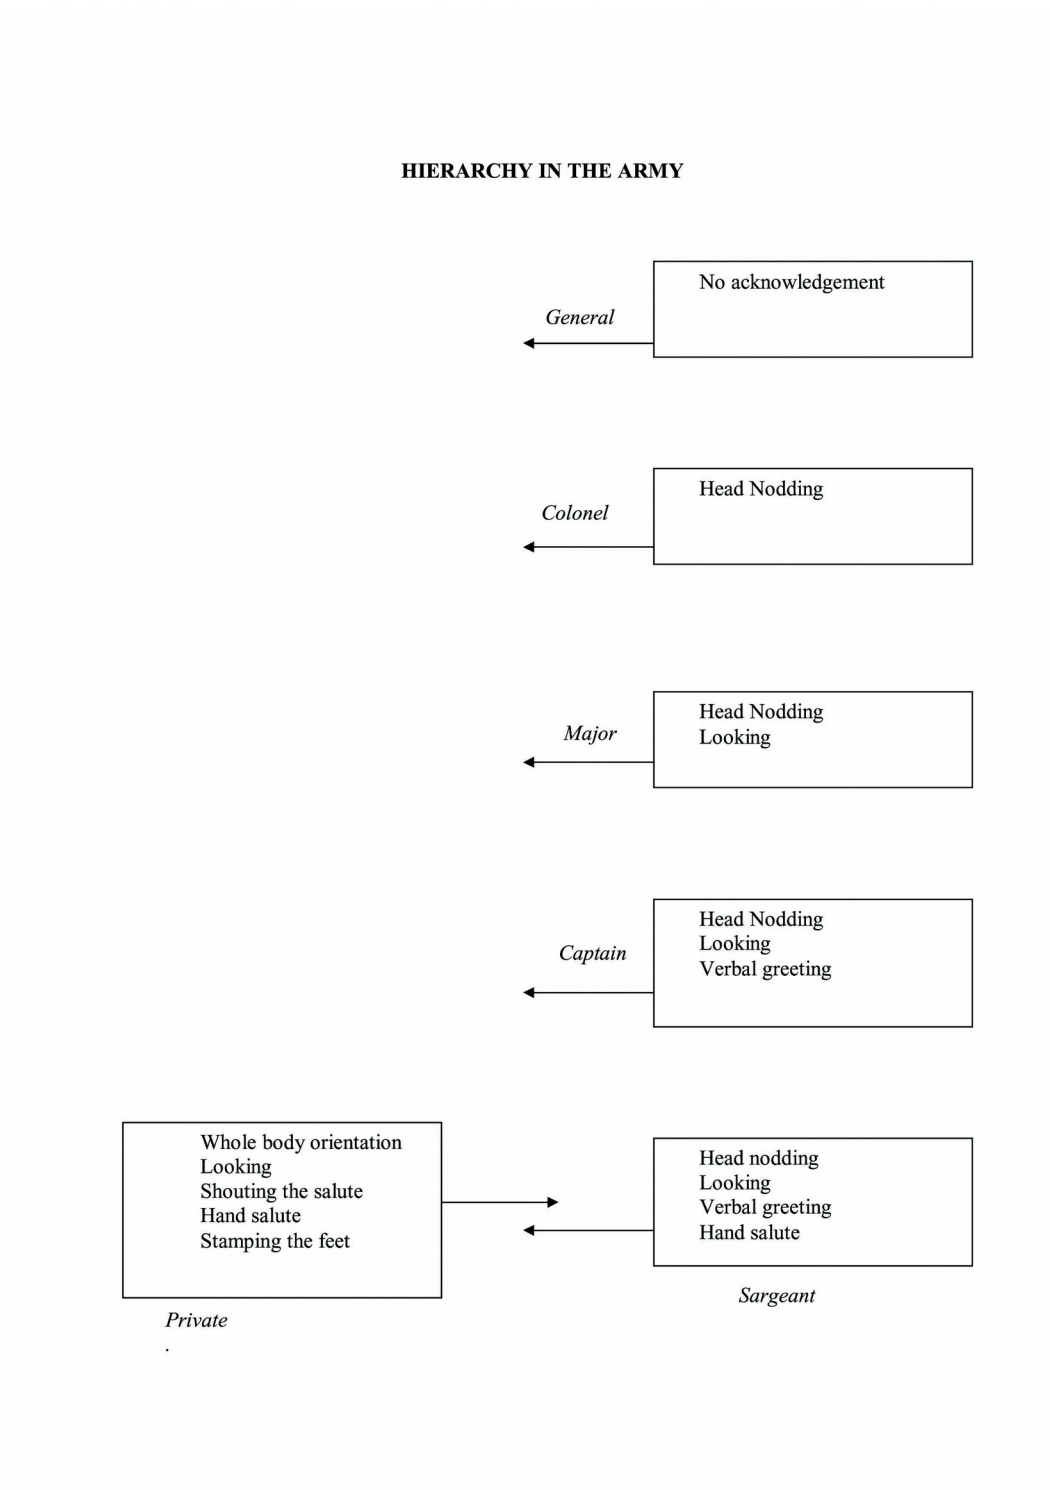 HIERARCHY IN THE ARMY
No acknowledgement
General
Head Nodding
Colonel
Head Nodding
Looking
Major
Head Nodding
Looking
Verbal greeting
Captain
Whole body orientation
Looking
Shouting the salute
Hand salute
Stamping the feet
Private
.
Head nodding
Looking
Verbal greeting
Hand salute
Sargeant